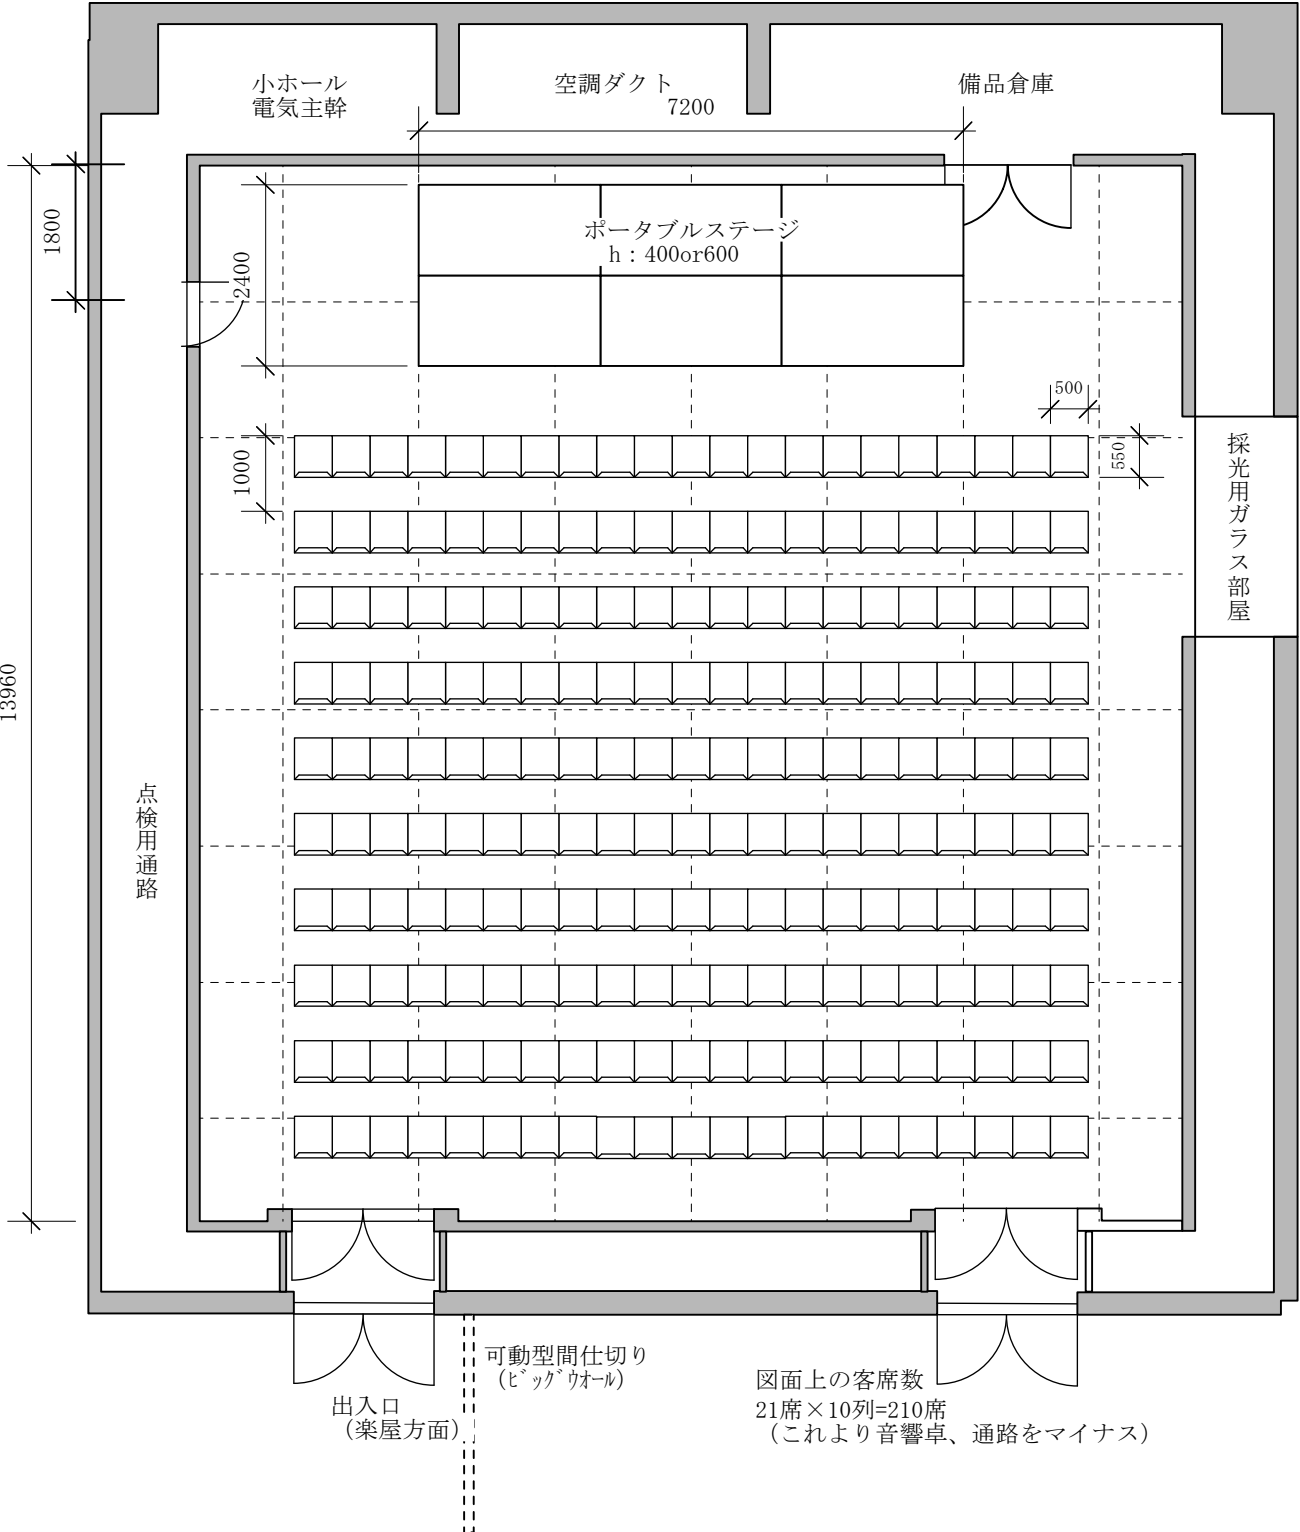 小ホール
電気主幹
空調ダクト
備品倉庫
7200
1800
2400
ポータブルステージ
h：400or600
500
550
1000
採光用ガラス部屋
13960
点検用通路
可動型間仕切り
（ﾋﾞｯｸﾞｳｵｰﾙ）
出入口
（楽屋方面）
図面上の客席数
21席×10列=210席
（これより音響卓、通路をマイナス）